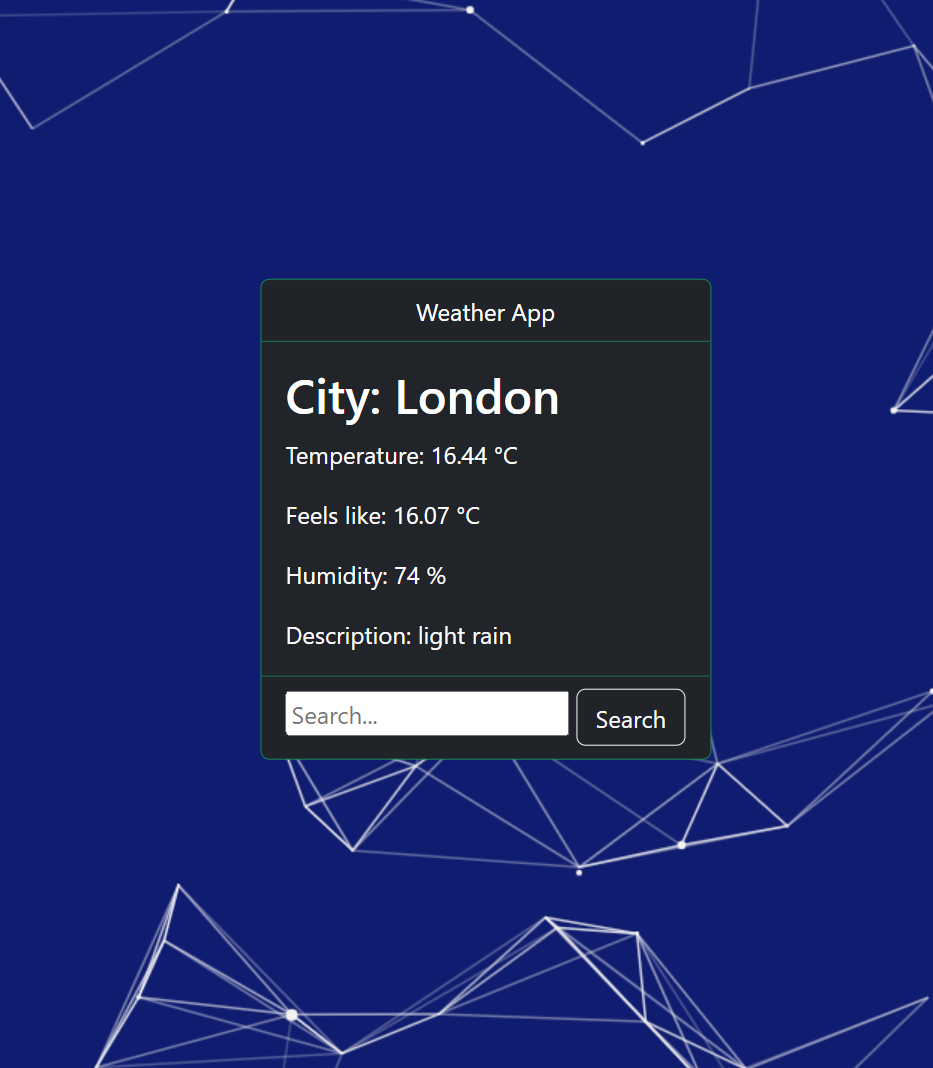 Weather App
City: London
Temperature: 16.44 °C
Feels like: 16.07 °C
Humidity: 74 %
Description: light rain
Search... Search